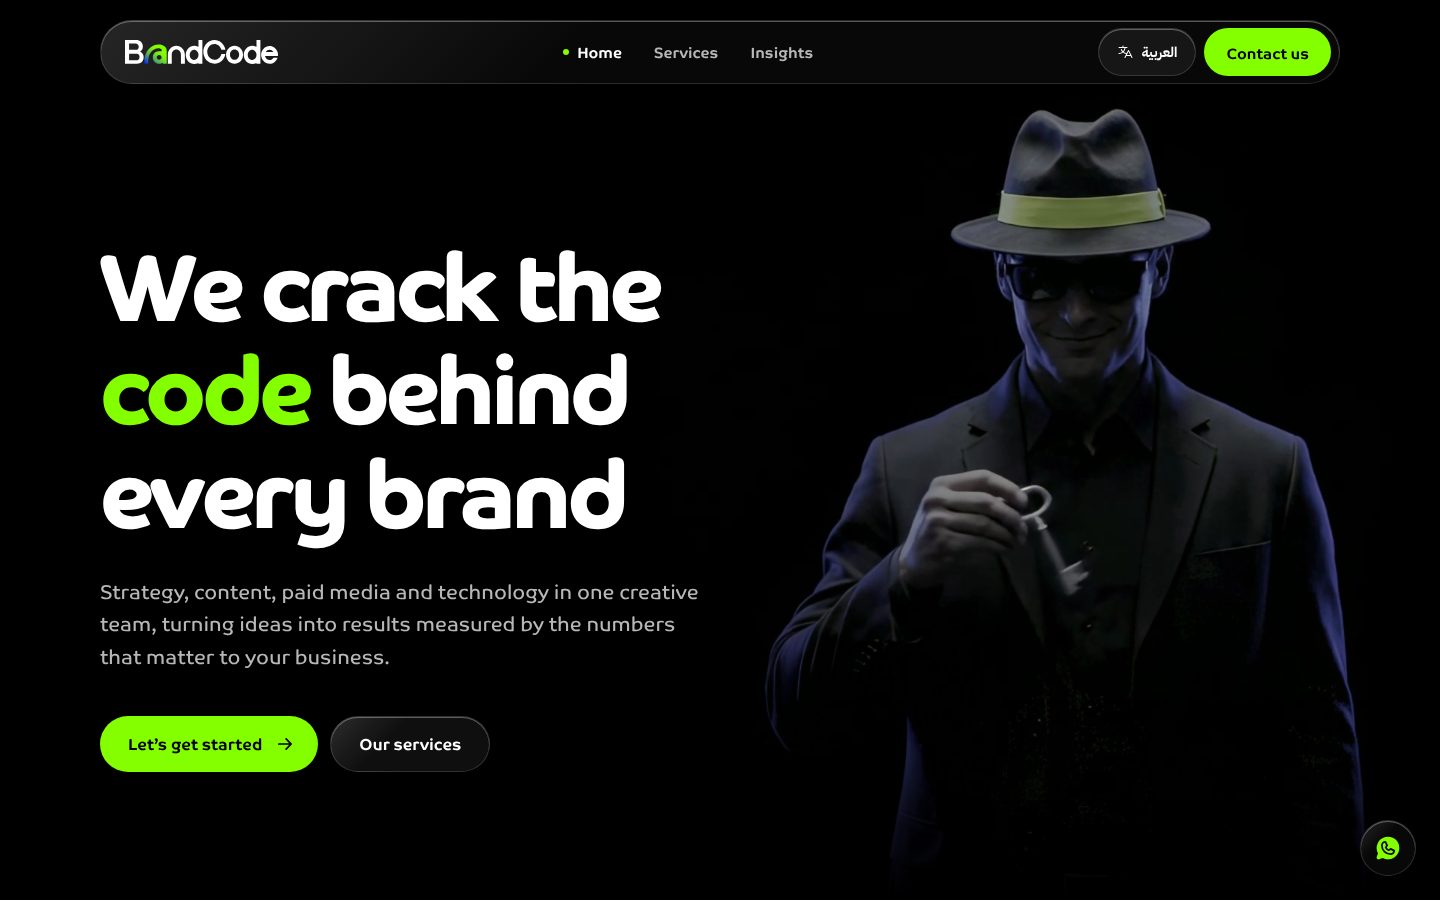 BrandCode
Home
Services
Insights
العربية
Contact us
We crack the
code behind
every brand
Strategy, content, paid media and technology in one creative
team, turning ideas into results measured by the numbers
that matter to your business.
Let’s get started
Our services